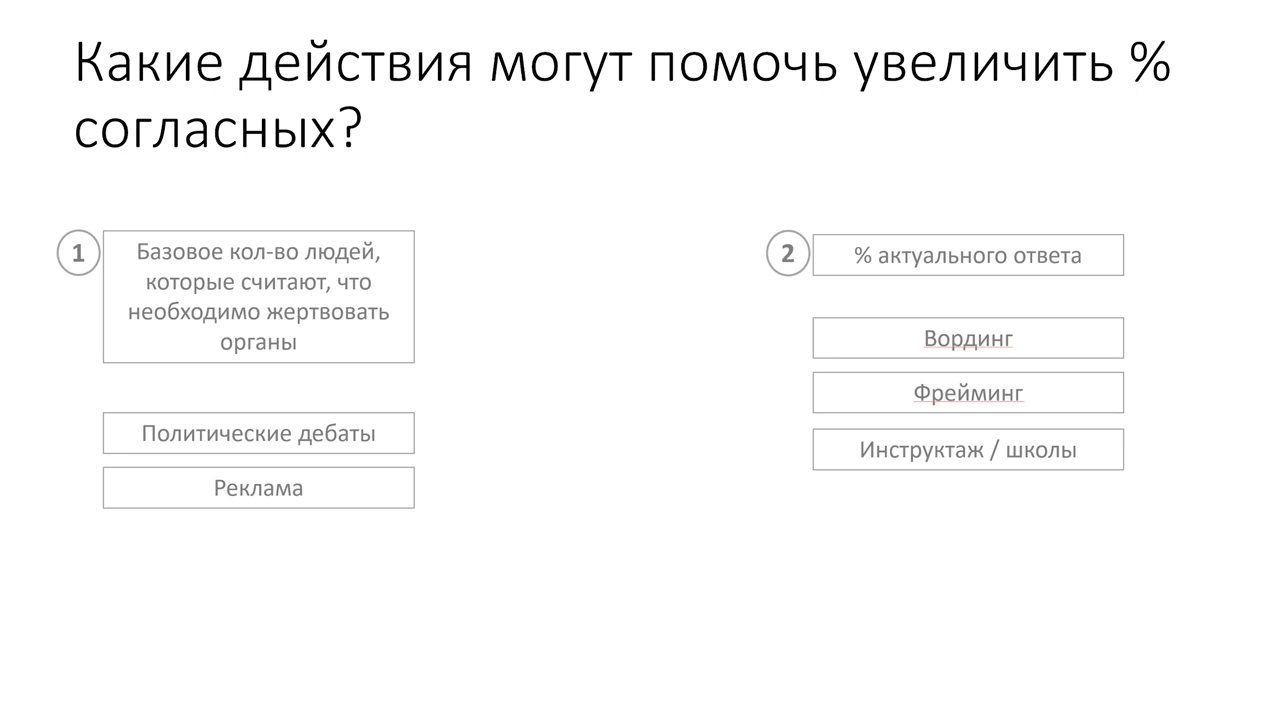 Какие действия могут помочь увеличить %
согласных?
1
Базовое кол-во людей,
которые считают, что
необходимо жертвовать
органы
Политические дебаты
Реклама
2
% актуального ответа
Вординг
Фрейминг
Инструктаж / школы